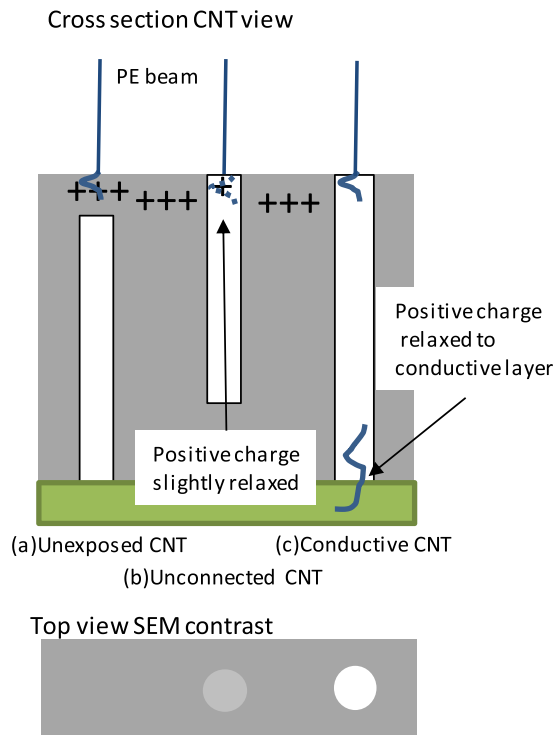 Cross section CNT view
PE beam
+++
+++
+
+++
Positive charge
relaxed to
conductive layer
Positive charge
slightly relaxed
(a)Unexposed CNT
(c)Conductive CNT
(b)Unconnected CNT
Top view SEM contrast